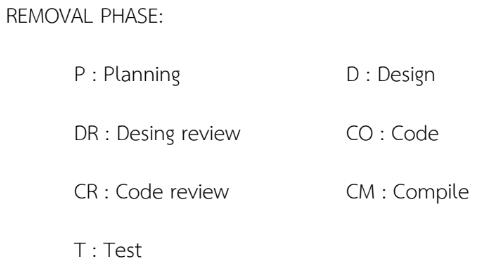 REMOVAL PHASE:
P : Planning D : Design
DR : Desing review CO : Code
CR : Code review CM : Compile
T : Test